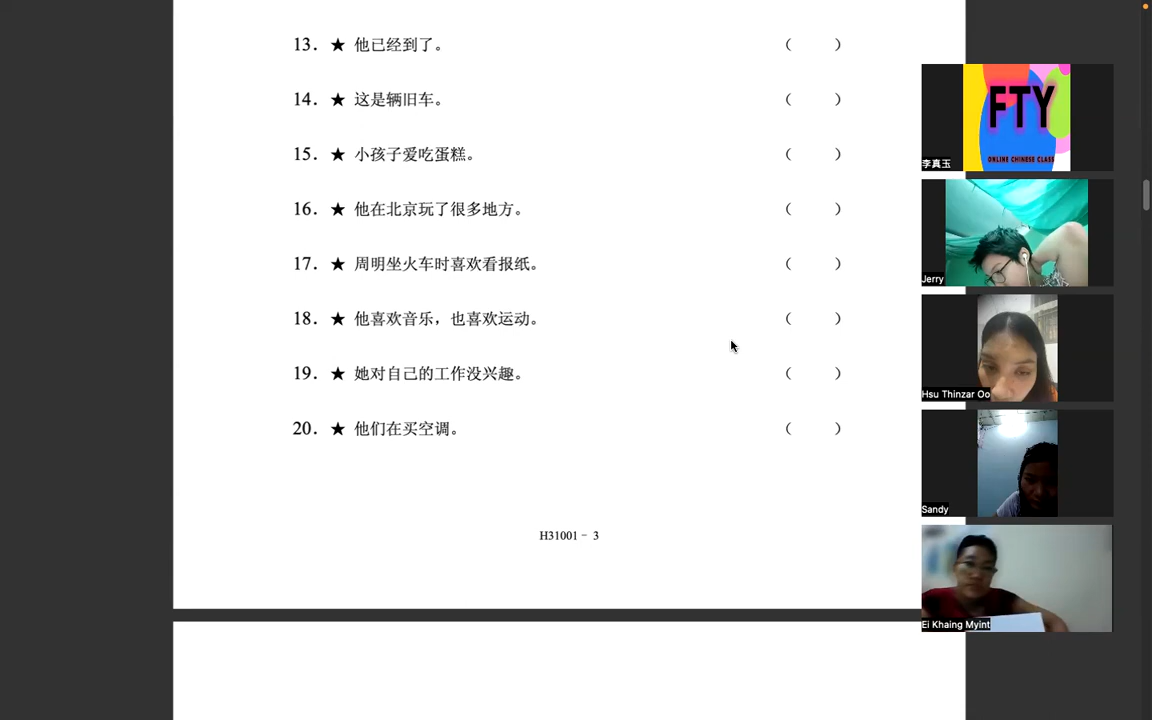 13. ★ 他已经到了。 （ ）
14. ★ 这是辆旧车。 （ ）
15. ★ 小孩子爱吃蛋糕。 （ ）
16. ★ 他在北京玩了很多地方。 （ ）
17. ★ 周明坐火车时喜欢看报纸。 （ ）
18. ★ 他喜欢音乐，也喜欢运动。 （ ）
19. ★ 她对自己的工作没兴趣。 （ ）
20. ★ 他们在买空调。 （ ）
H31001－ 3
FTY
ONLINE CHINESE CLASS
李真玉
Jerry
Hsu Thinzar Oo
Sandy
Ei Khaing Myint